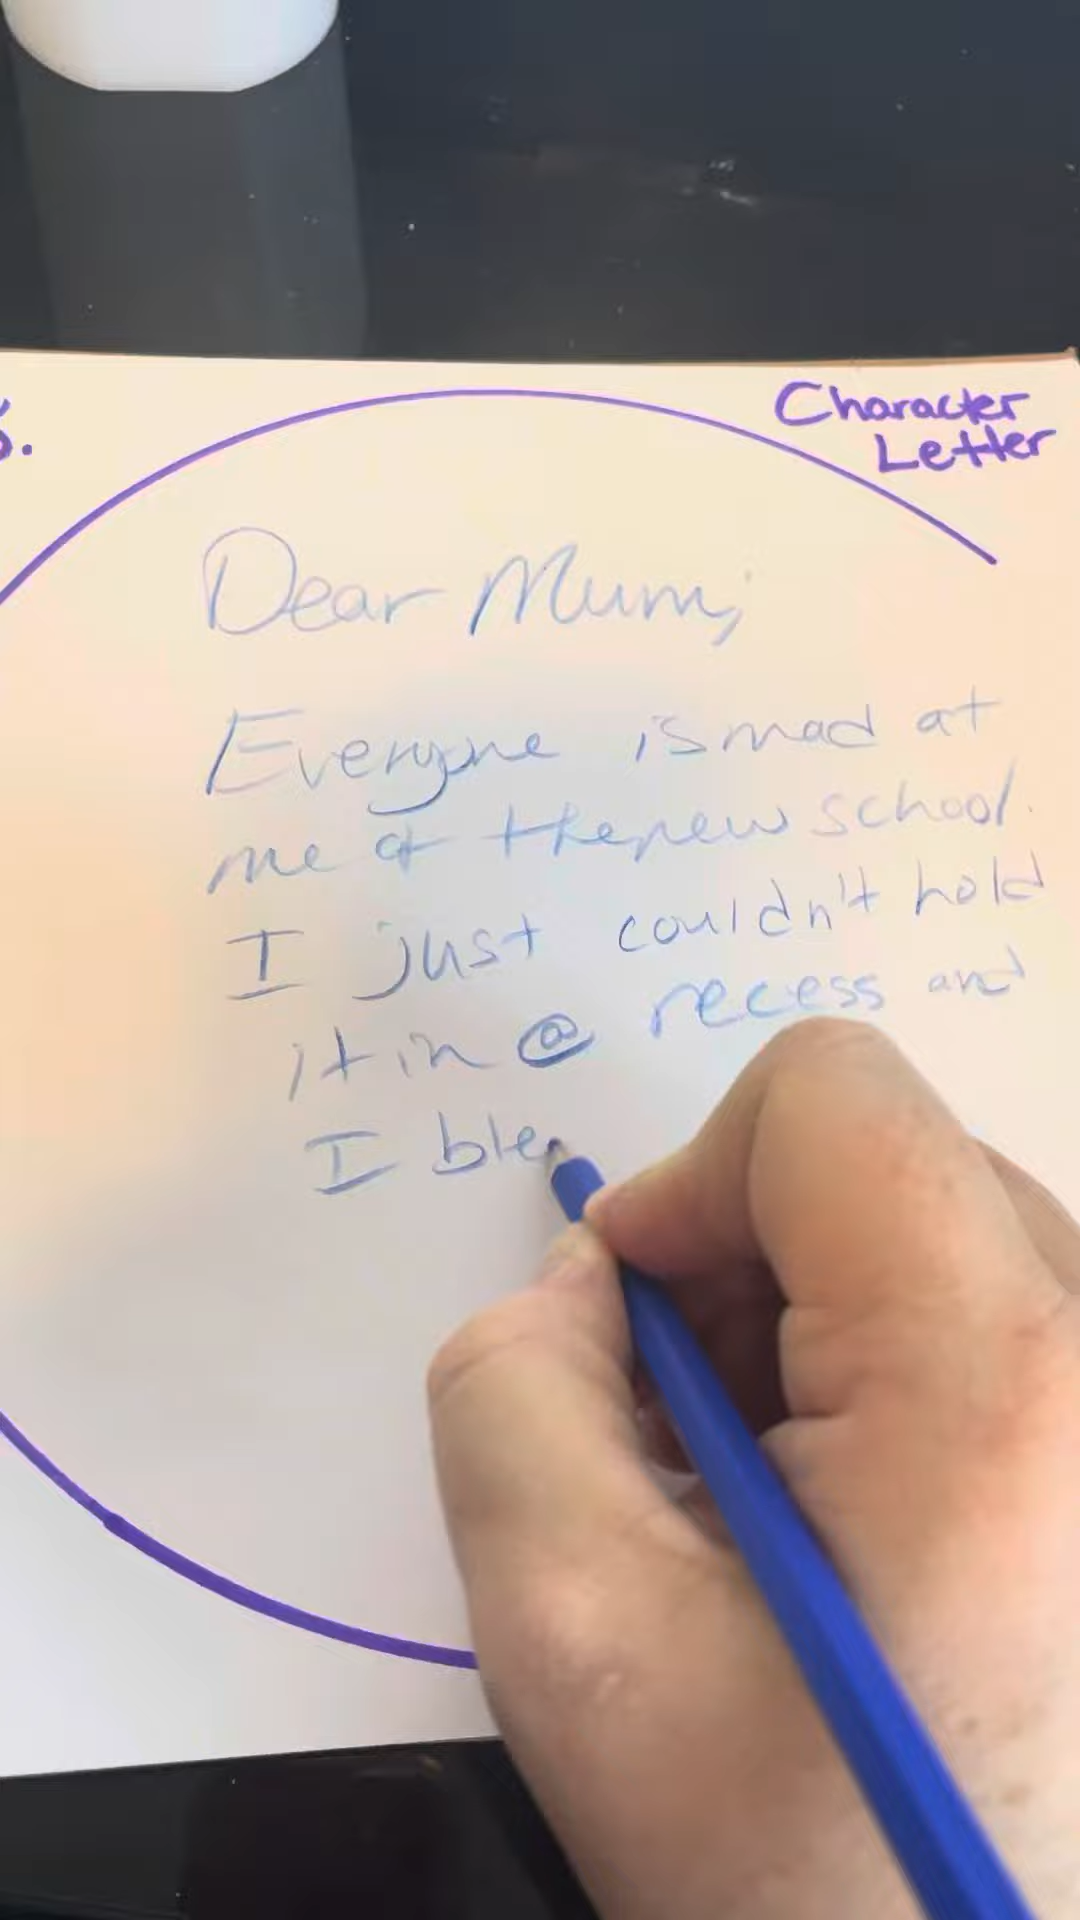 Character
Letter
Dear Mum,
Everyone is mad at
me at the new school.
I just couldn't hold
it in @ recess and
I ble